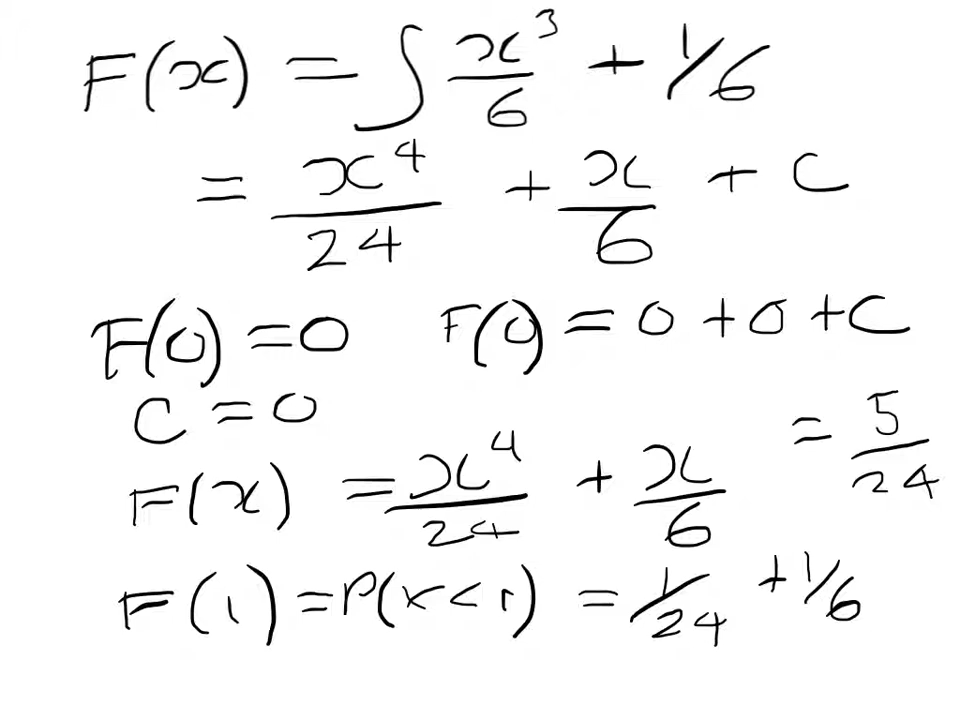 F(x) = ∫ x³/6 + 1/6
= x⁴/24 + x/6 + C
F(0) = 0 F(0) = 0 + 0 + C
C = 0
F(x) = x⁴/24 + x/6
F(1) = P(x < 1) = 1/24 + 1/6
= 5/24